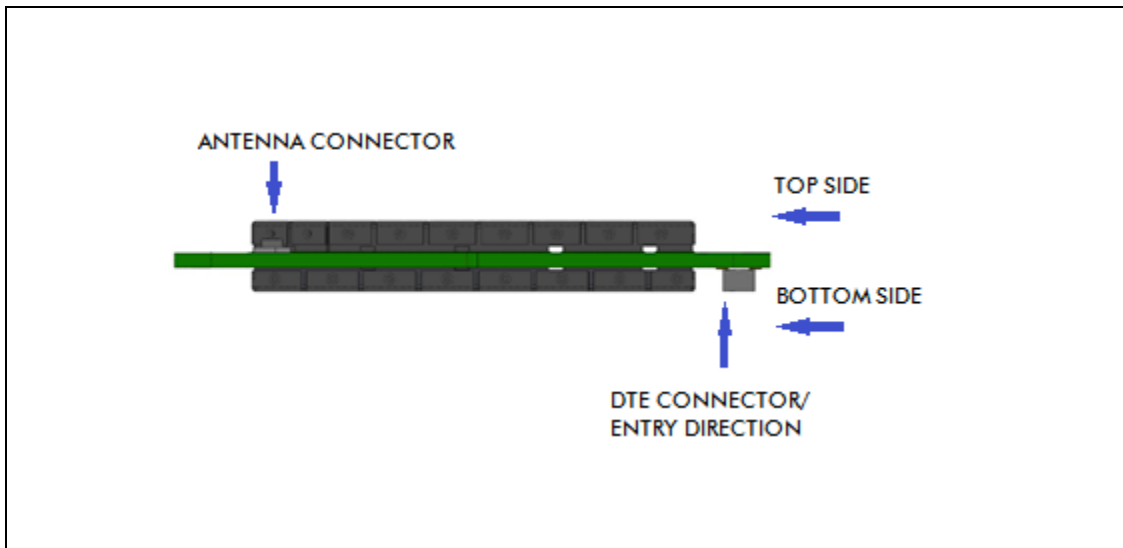 ANTENNA CONNECTOR
TOP SIDE
BOTTOM SIDE
DTE CONNECTOR/
ENTRY DIRECTION